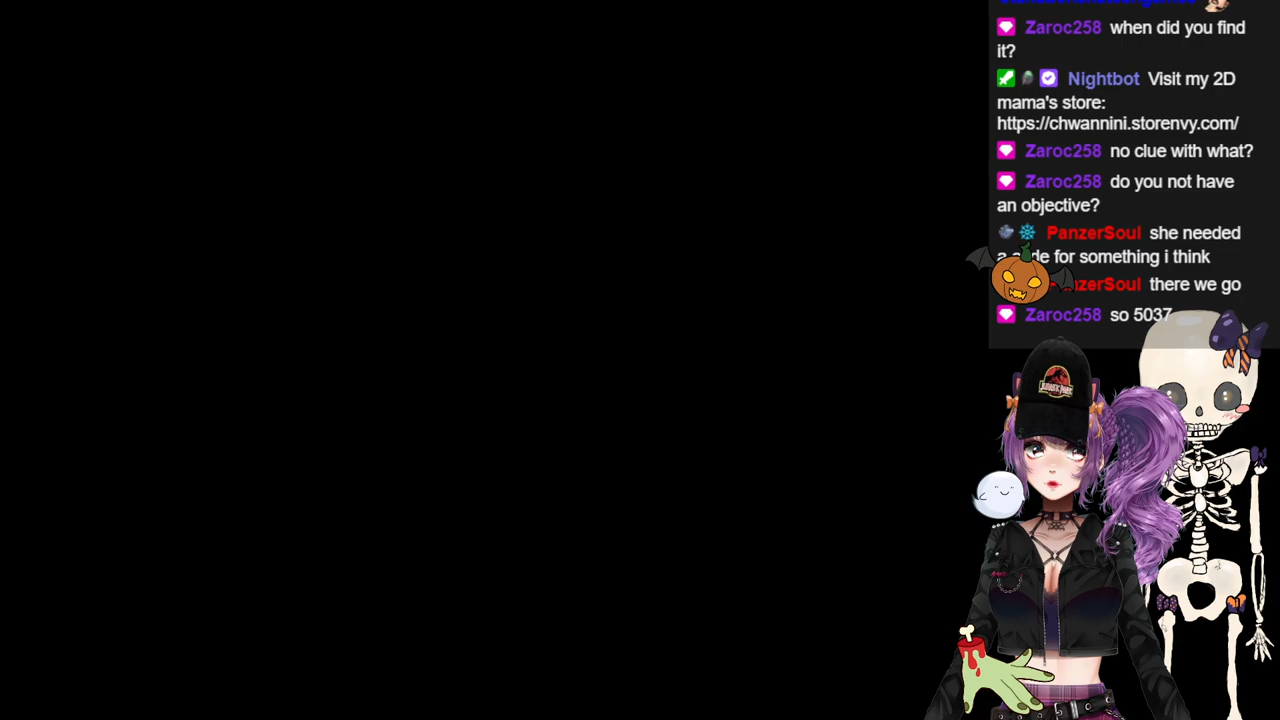 Zaroc258 when did you find
it?
Nightbot Visit my 2D
mama's store:
https://chwannini.storenvy.com/
Zaroc258 no clue with what?
Zaroc258 do you not have
an objective?
PanzerSoul she needed
for something i think
there we go
Zaroc258 so 5037
JURASSIC PARK